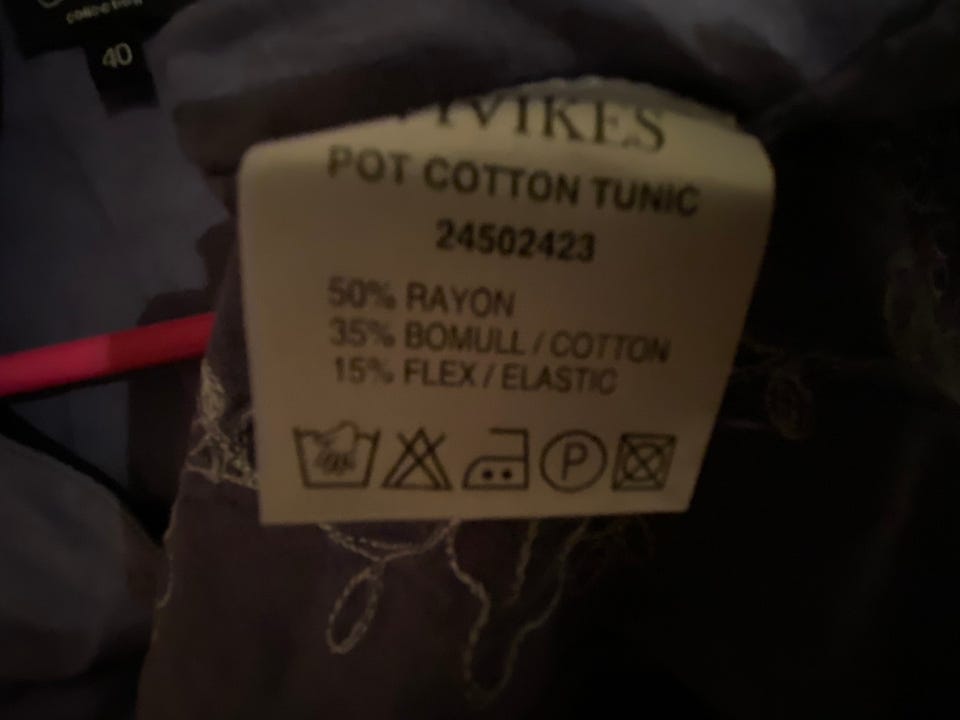 40
POT COTTON TUNIC
24502423
50% RAYON
35% BOMULL / COTTON
15% FLEX / ELASTIC
P